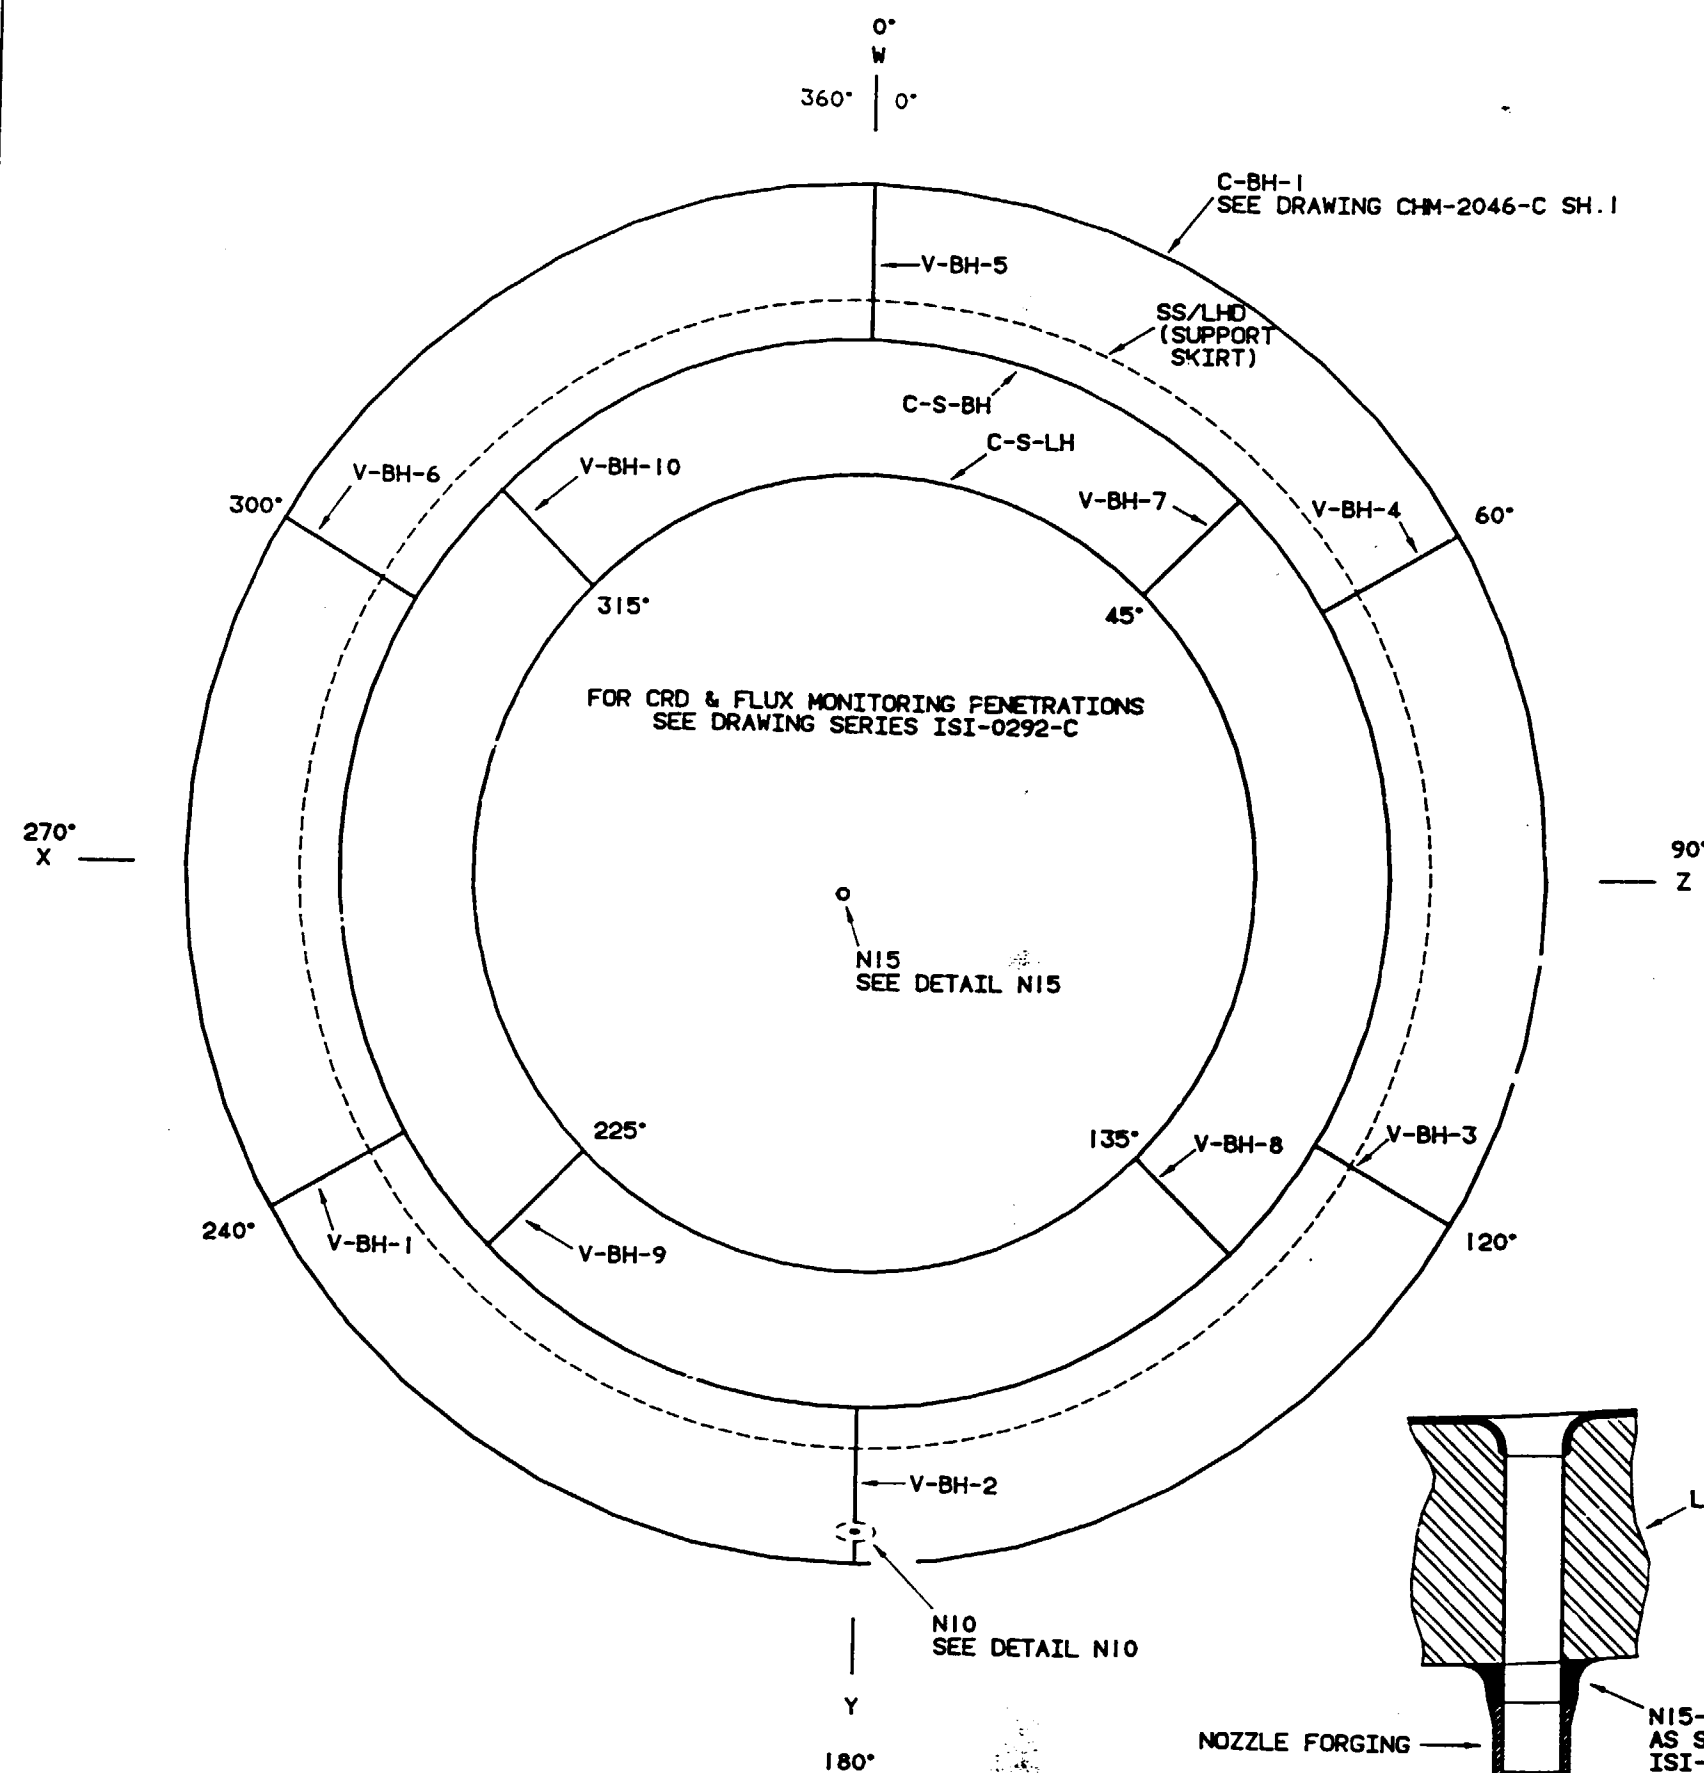 0°
W
360° 0°
C-BH-1
SEE DRAWING CHM-2046-C SH.1
V-BH-5
SS/LHD
(SUPPORT
SKIRT)
C-S-BH
C-S-LH
V-BH-6
V-BH-10
300°
V-BH-7
V-BH-4
60°
315°
45°
FOR CRD & FLUX MONITORING PENETRATIONS
SEE DRAWING SERIES ISI-0292-C
270°
X
90°
Z
N15
SEE DETAIL N15
225°
135°
V-BH-8
V-BH-3
240°
V-BH-1
V-BH-9
120°
V-BH-2
L
N10
SEE DETAIL N10
Y
180°
NOZZLE FORGING
N15-
AS S
ISI-